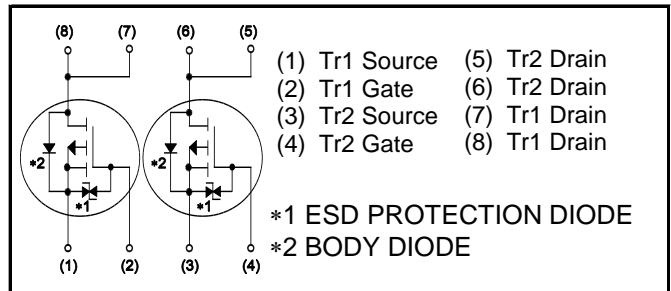 (8) (7) (6) (5)
(1) Tr1 Source (5) Tr2 Drain
(2) Tr1 Gate (6) Tr2 Drain
(3) Tr2 Source (7) Tr1 Drain
(4) Tr2 Gate (8) Tr1 Drain
*2 *2
*1 *1
(1) (2) (3) (4)
*1 ESD PROTECTION DIODE
*2 BODY DIODE